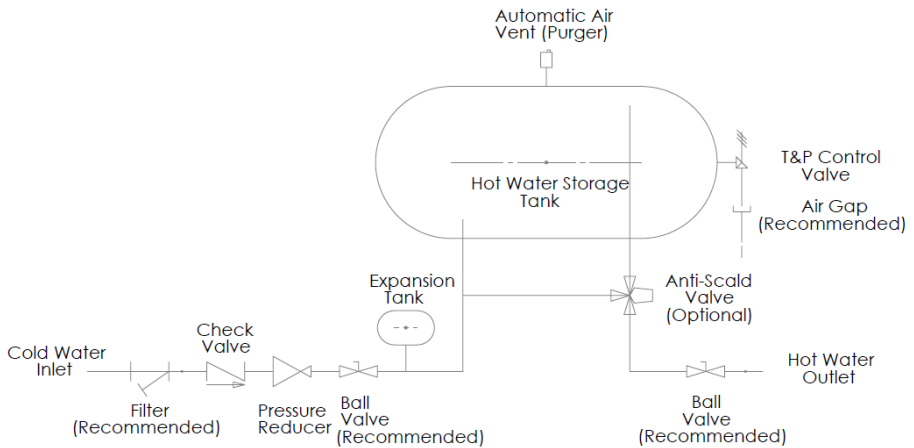 Automatic Air
Vent (Purger)
T&P Control
Valve
Hot Water Storage
Tank
Air Gap
(Recommended)
Expansion
Tank
Anti-Scald
Valve
(Optional)
Check
Valve
Cold Water
Inlet
Hot Water
Outlet
Filter
(Recommended)
Pressure
Reducer
Ball
Valve
(Recommended)
Ball
Valve
(Recommended)